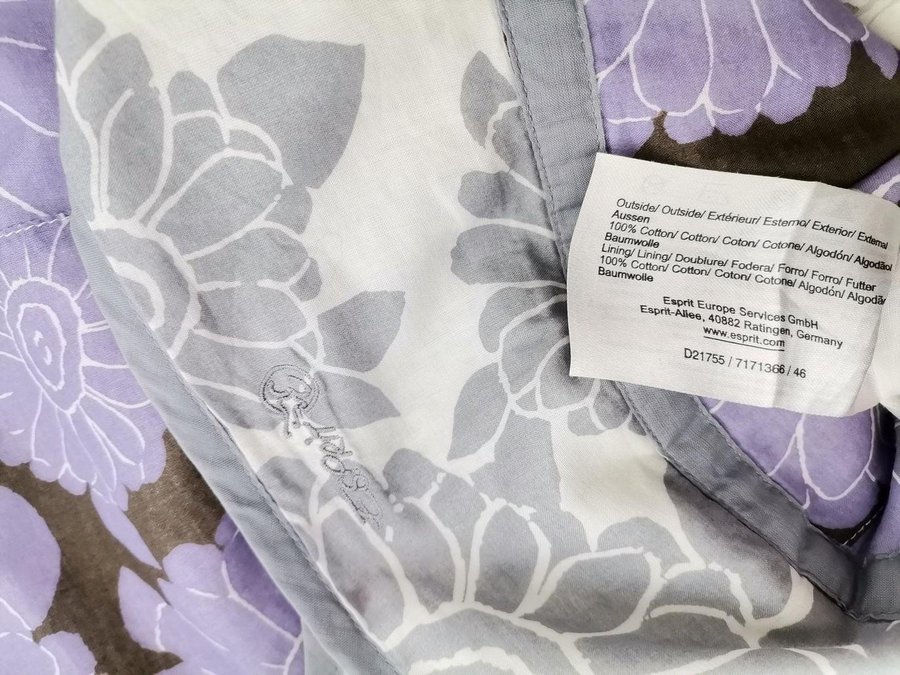 Outside/ Outside/ Extérieur/ Esterno/ Exterior/ External
Aussen
100% Cotton/ Cotton/ Coton/ Cotone/ Algodón/ Algodão/
Baumwolle
Lining/ Lining/ Doublure/ Fodera/ Forro/ Forro/ Futter
100% Cotton/ Cotton/ Coton/ Cotone/ Algodón/ Algodão/
Baumwolle
Esprit Europe Services GmbH
Esprit-Allee, 40882 Ratingen, Germany
www.esprit.com
D21755 / 7171366 / 46